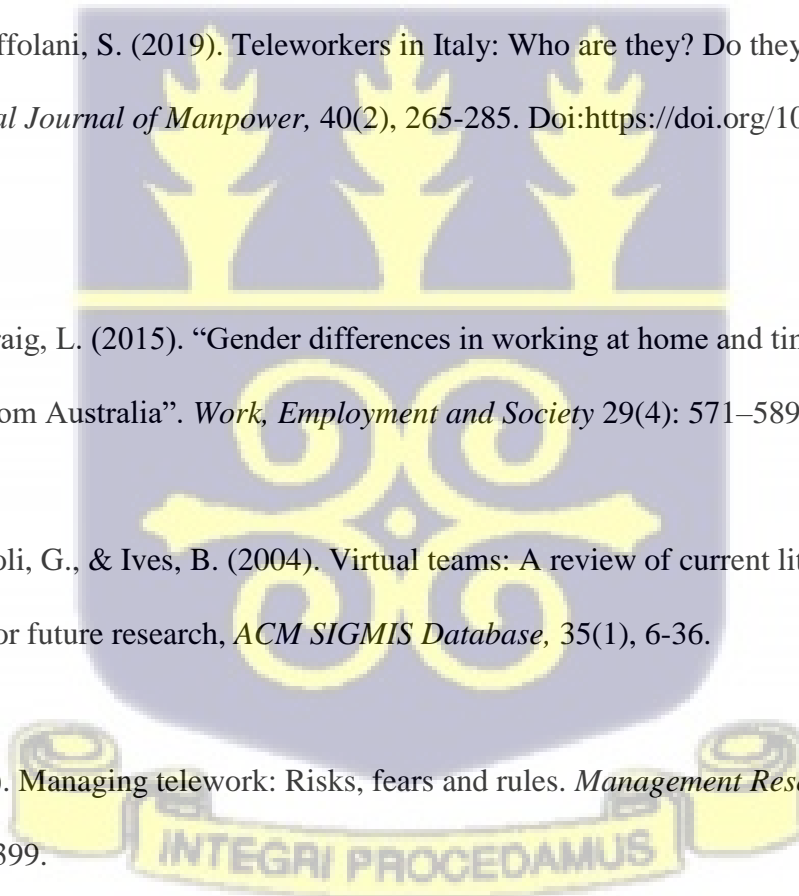 ffolani, S. (2019). Teleworkers in Italy: Who are they? Do they
al Journal of Manpower, 40(2), 265-285. Doi:https://doi.org/10
raig, L. (2015). “Gender differences in working at home and tin
om Australia”. Work, Employment and Society 29(4): 571–589
oli, G., & Ives, B. (2004). Virtual teams: A review of current lit
or future research, ACM SIGMIS Database, 35(1), 6-36.
). Managing telework: Risks, fears and rules. Management Rese
399.
INTEGRI PROCEDAMUS